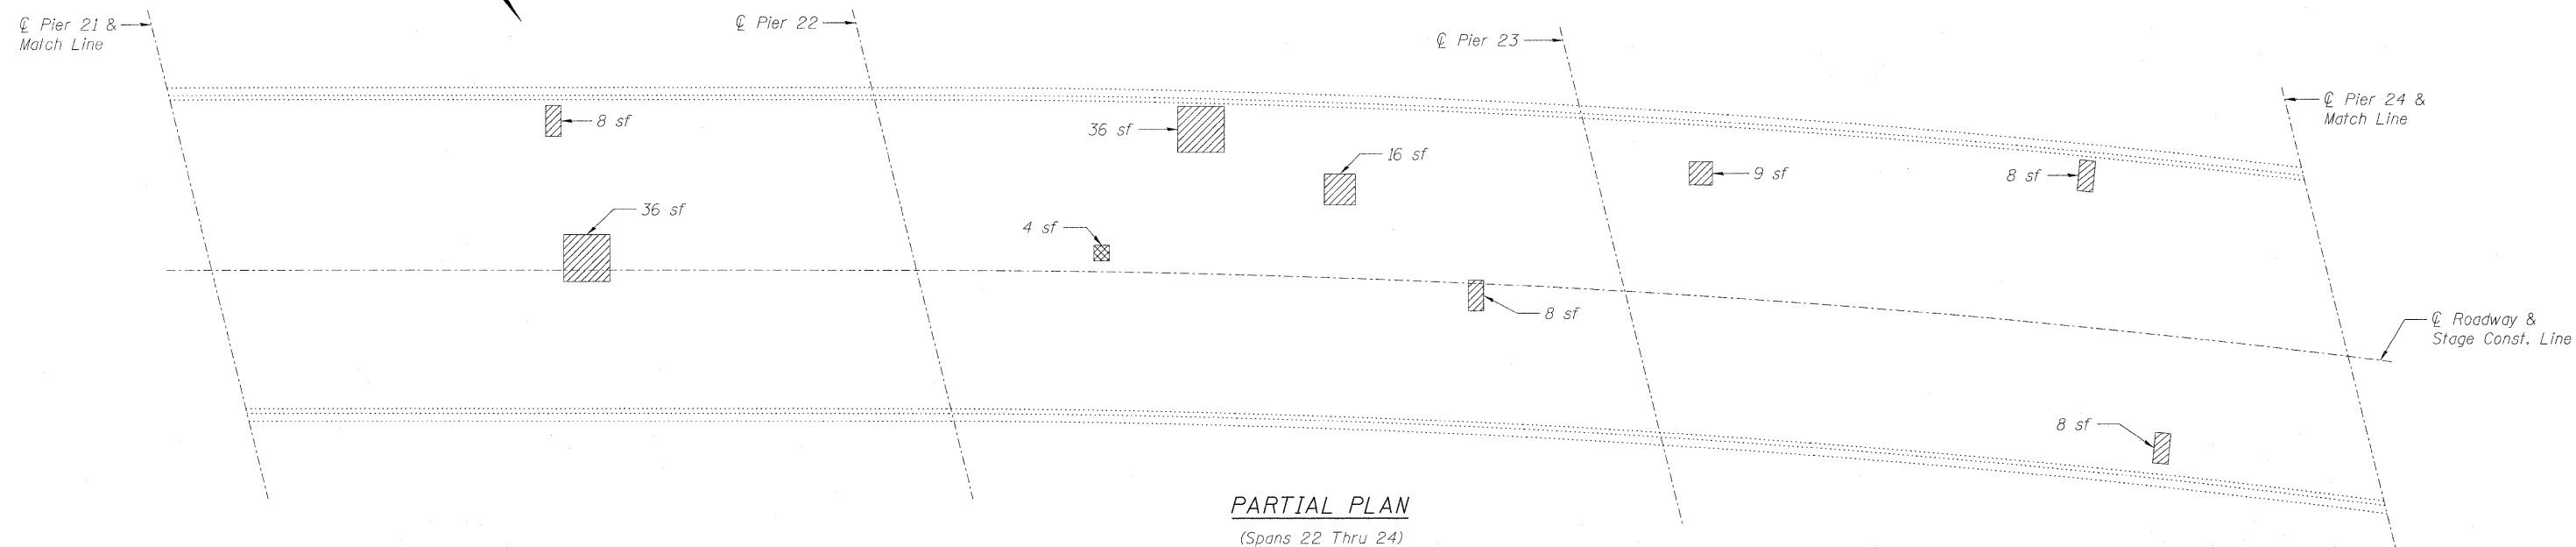 ℄ Pier 21 &
Match Line
℄ Pier 22
℄ Pier 23
℄ Pier 24 &
Match Line
8 sf
36 sf
36 sf
16 sf
4 sf
8 sf
9 sf
8 sf
8 sf
℄ Roadway &
Stage Const. Line
PARTIAL PLAN
(Spans 22 Thru 24)